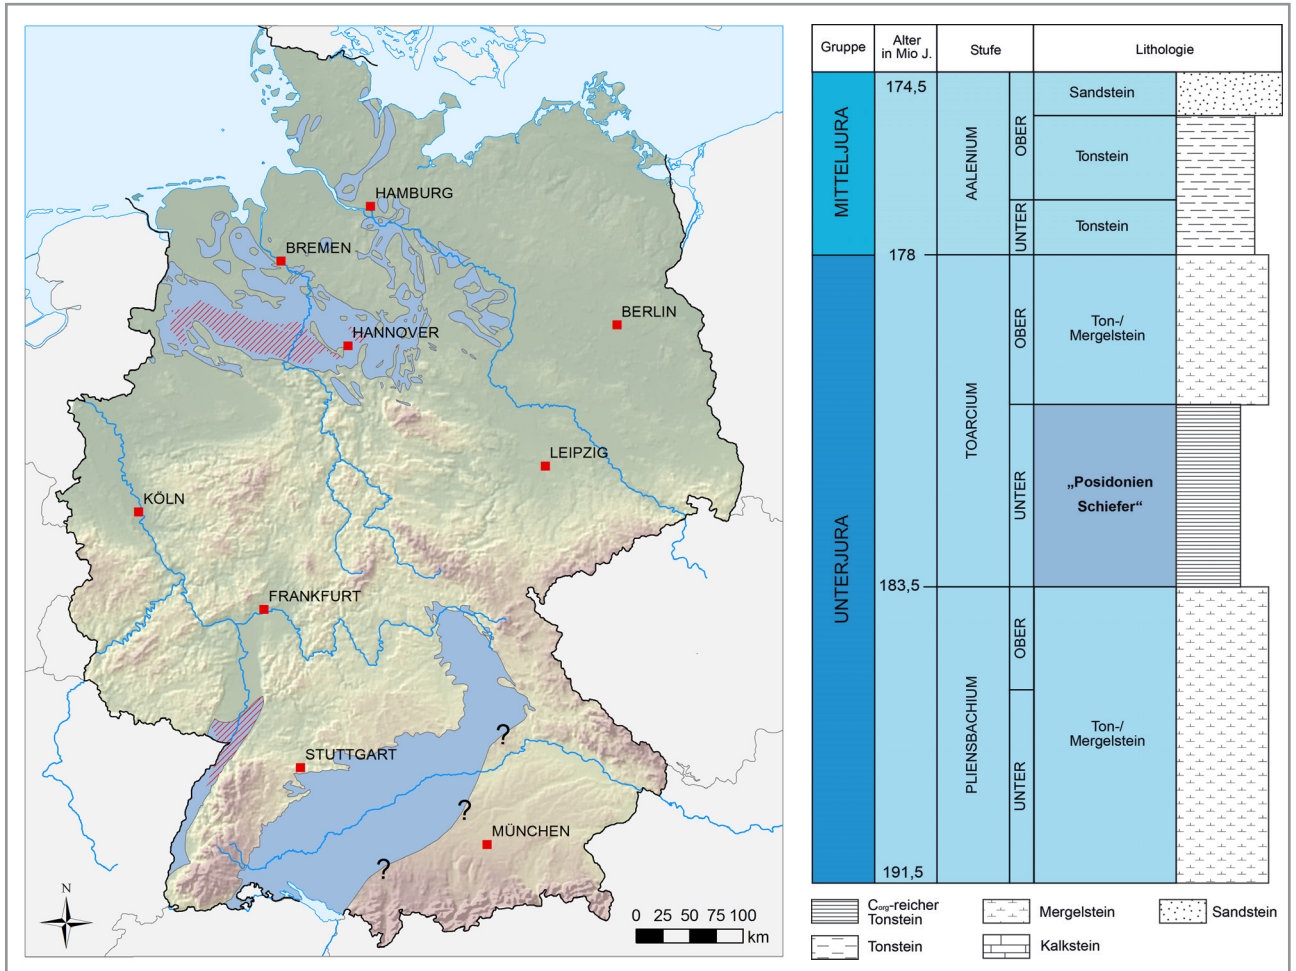 HAMBURG
BREMEN
BERLIN
HANNOVER
LEIPZIG
KÖLN
FRANKFURT
STUTTGART
MÜNCHEN
?
?
?
N
0 25 50 75 100
km
Gruppe
Alter
in Mio J.
Stufe
Lithologie
MITTELJURA
UNTERJURA
174,5
178
183,5
191,5
AALENIUM
TOARCIUM
PLIENSBACHIUM
OBER
UNTER
OBER
UNTER
OBER
UNTER
Sandstein
Tonstein
Tonstein
Ton-/
Mergelstein
„Posidonien
Schiefer“
Ton-/
Mergelstein
Corg-reicher
Tonstein
Mergelstein
Sandstein
Tonstein
Kalkstein